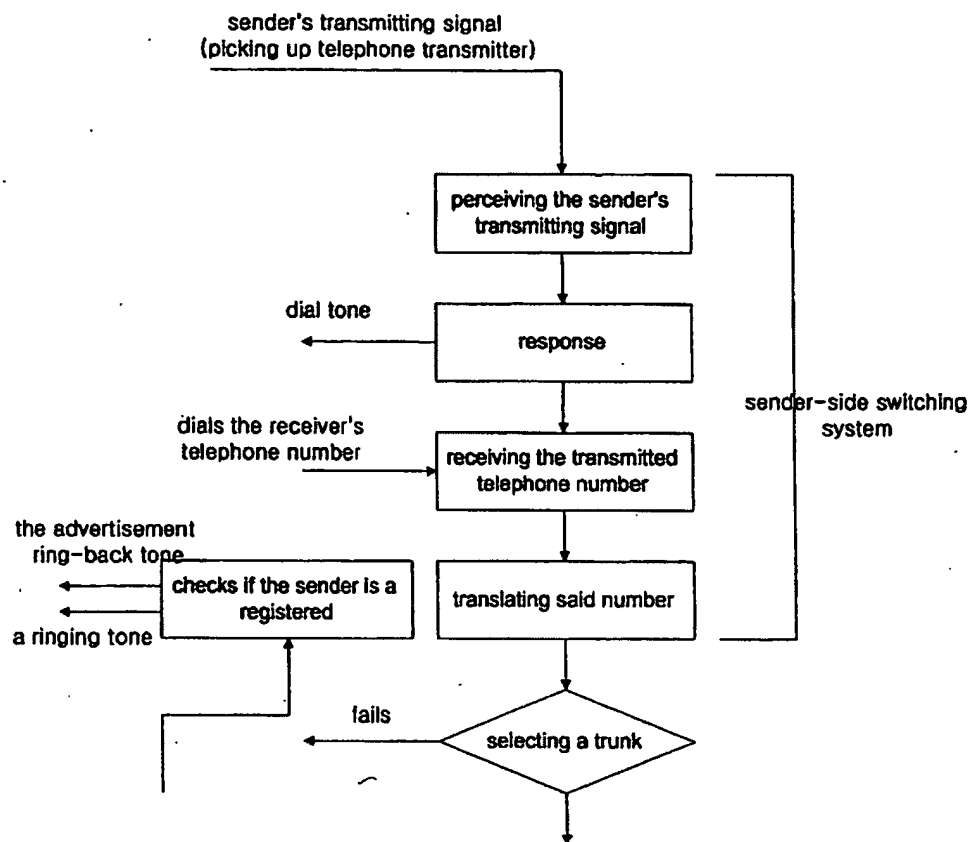 sender's transmitting signal
(picking up telephone transmitter)
perceiving the sender's
transmitting signal
dial tone
response
sender-side switching
system
dials the receiver's
telephone number
receiving the transmitted
telephone number
the advertisement
ring-back tone
checks if the sender is a
registered
a ringing tone
translating said number
fails
selecting a trunk